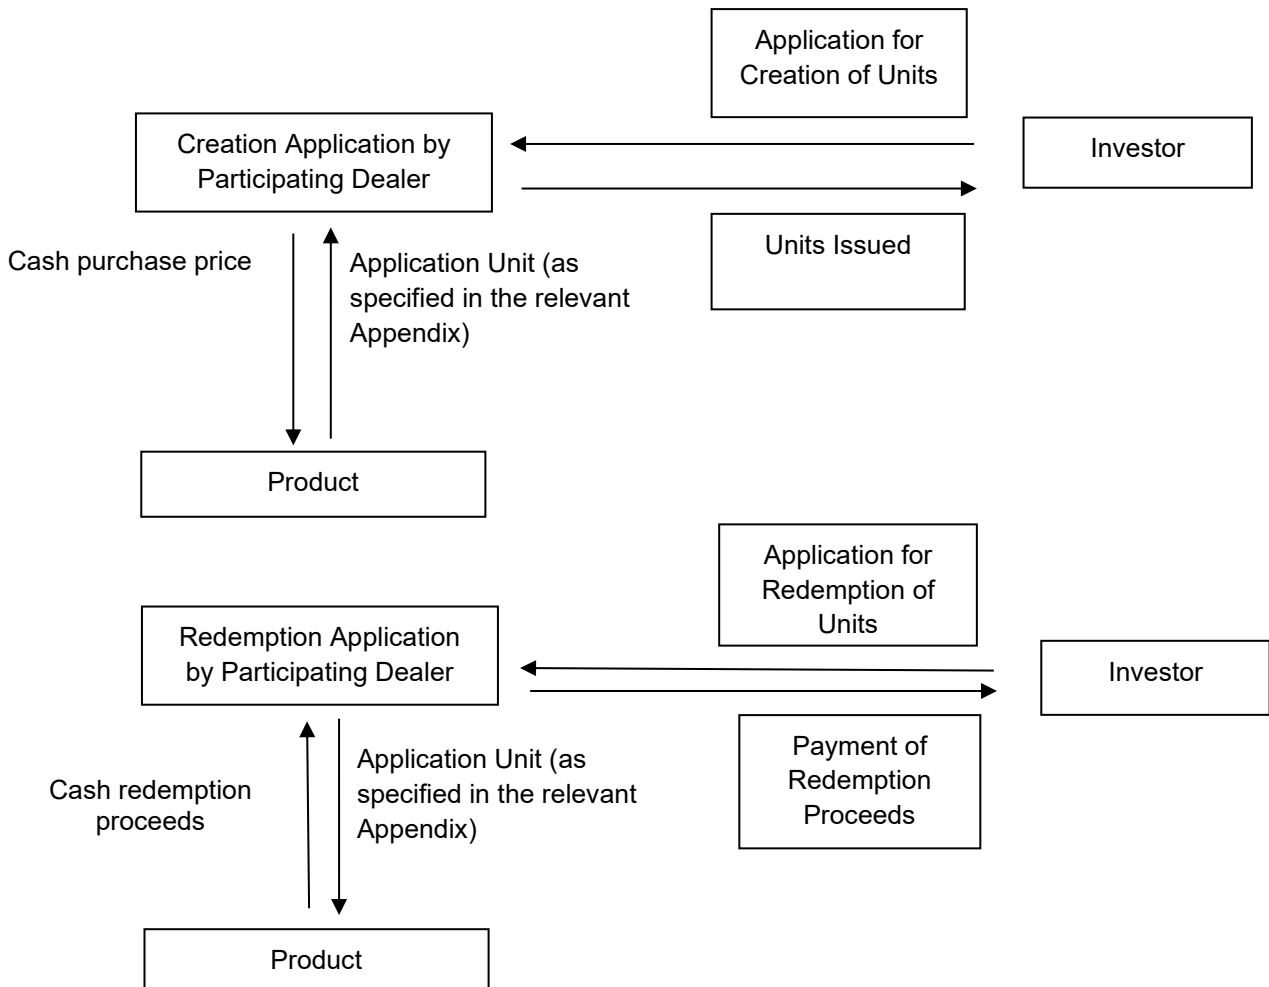 Application for
Creation of Units
Creation Application by
Participating Dealer
Investor
Units Issued
Cash purchase price
Application Unit (as
specified in the relevant
Appendix)
Product
Application for
Redemption of
Units
Redemption Application
by Participating Dealer
Investor
Payment of
Redemption
Proceeds
Cash redemption
proceeds
Application Unit (as
specified in the relevant
Appendix)
Product